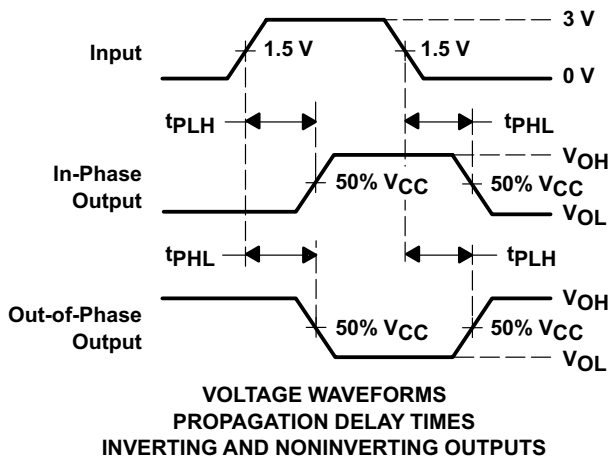 3 V
Input
1.5 V
1.5 V
0 V
tPLH
tPHL
VOH
In-Phase
Output
50% VCC
50% VCC
VOL
tPHL
tPLH
VOH
Out-of-Phase
Output
50% VCC
50% VCC
VOL
VOLTAGE WAVEFORMS
PROPAGATION DELAY TIMES
INVERTING AND NONINVERTING OUTPUTS